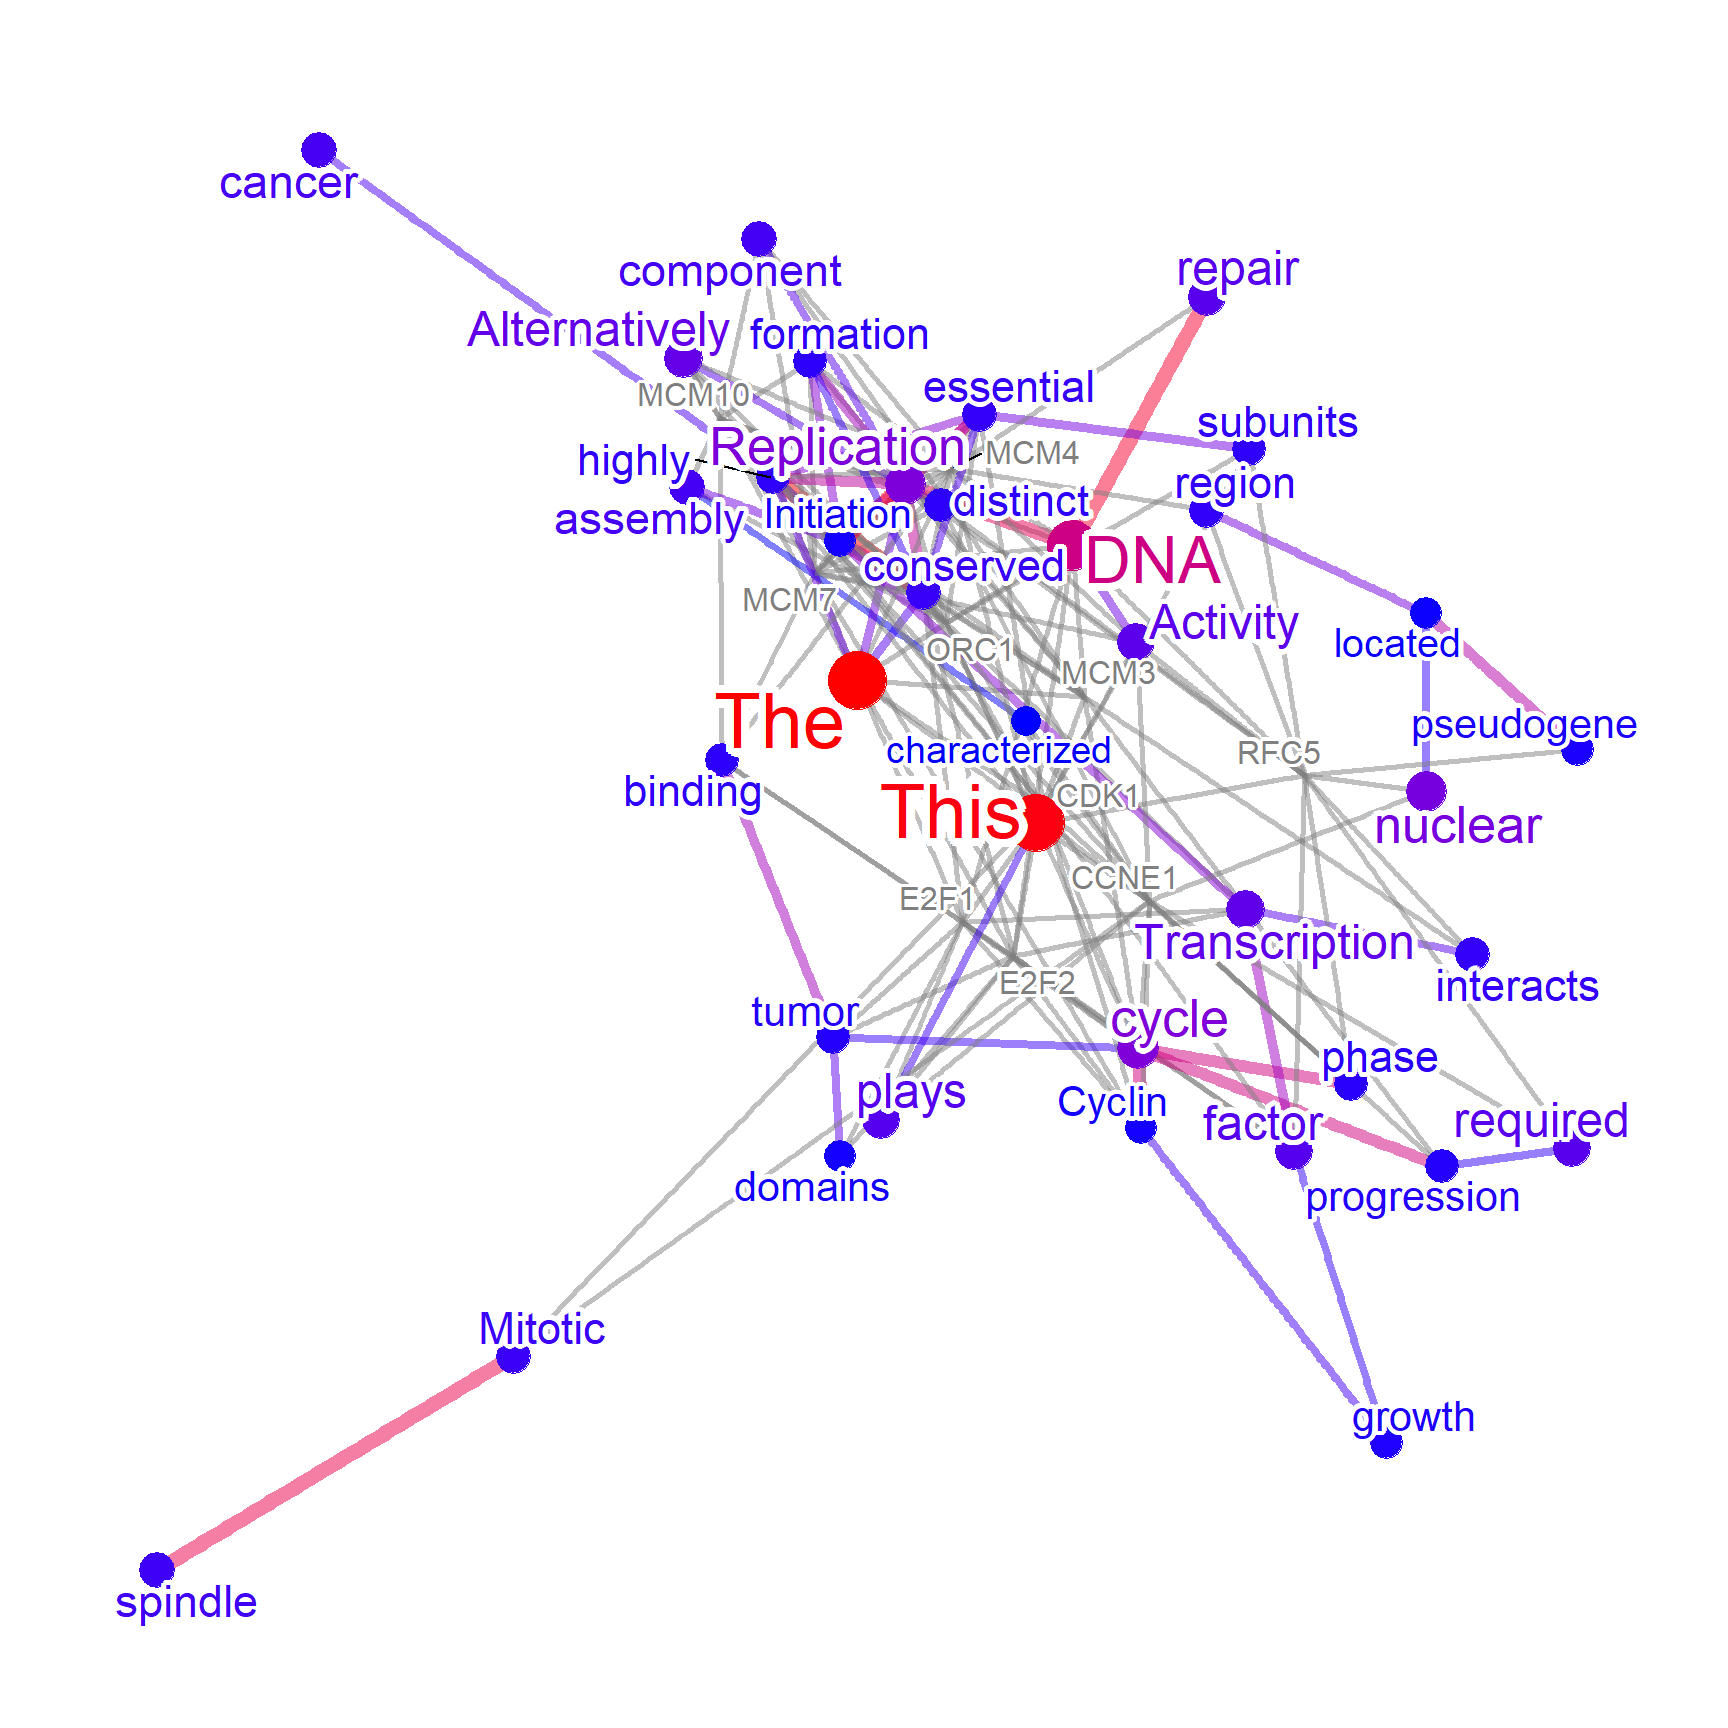 cancer
component
repair
Alternatively
formation
MCM10
essential
subunits
Replication
MCM4
highly
region
assembly
Initiation
distinct
DNA
conserved
MCM7
Activity
ORC1
located
MCM3
The
pseudogene
characterized
RFC5
binding
CDK1
This
nuclear
CCNE1
E2F1
Transcription
E2F2
interacts
tumor
cycle
phase
plays
Cyclin
factor
required
domains
progression
Mitotic
growth
spindle